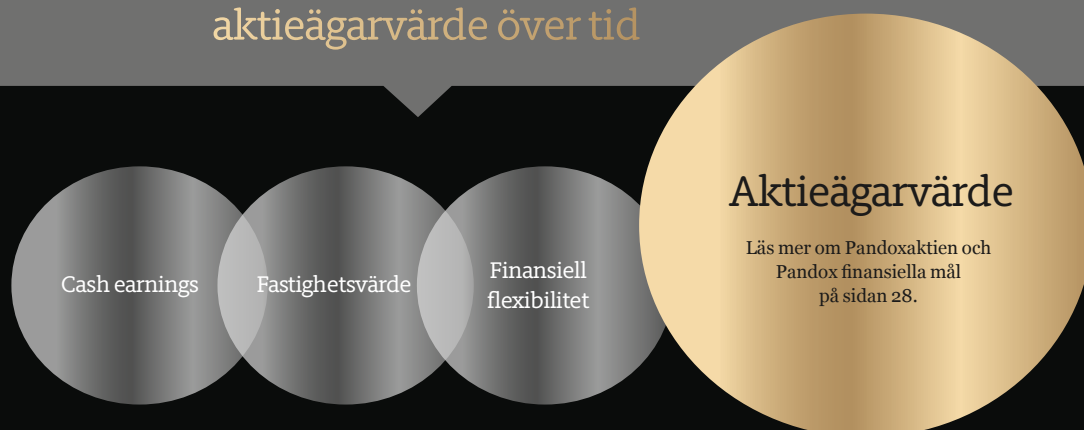 aktieägarvärde över tid
Cash earnings
Fastighetsvärde
Finansiell
flexibilitet
Aktieägarvärde
Läs mer om Pandoxaktien och
Pandox finansiella mål
på sidan 28.